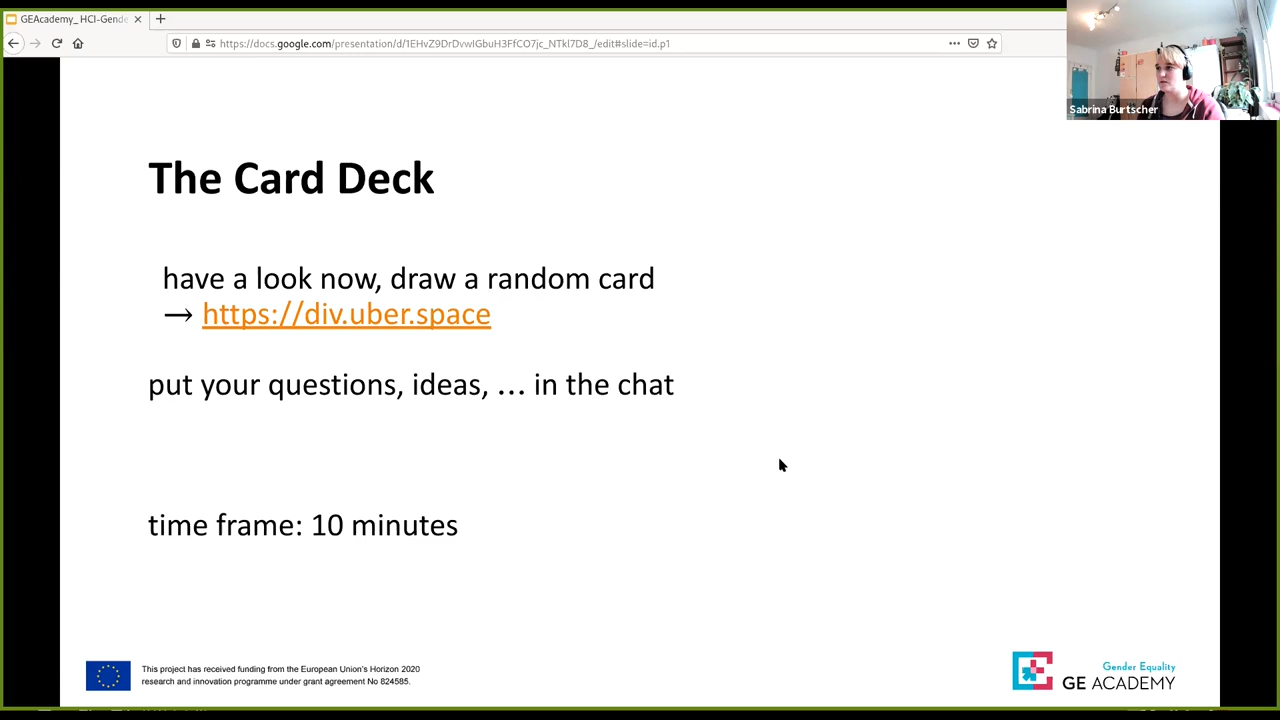 GEAcademy_ HCI-Gende
https://docs.google.com/presentation/d/1EHvZ9DrDvwIGbuH3FfCO7jc_NTkl7D8_/edit#slide=id.p1
Sabrina Burtscher
The Card Deck
have a look now, draw a random card
→ https://div.uber.space
put your questions, ideas, … in the chat
time frame: 10 minutes
This project has received funding from the European Union's Horizon 2020
research and innovation programme under grant agreement No 824585.
Gender Equality
GE ACADEMY